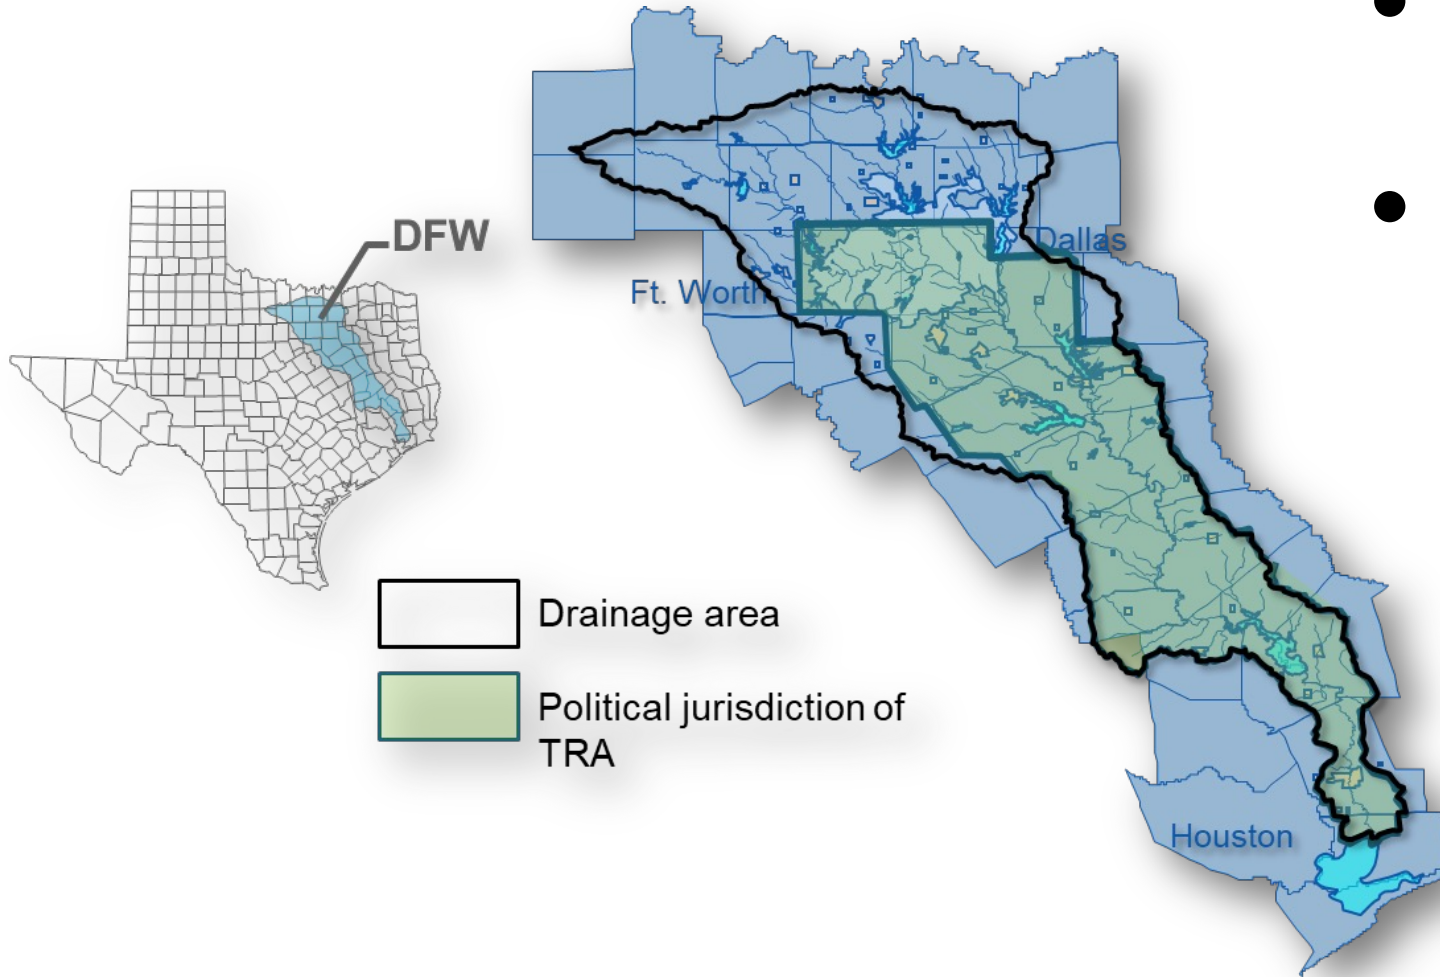 DFW
Dallas
Ft. Worth
Drainage area
Political jurisdiction of
TRA
Houston